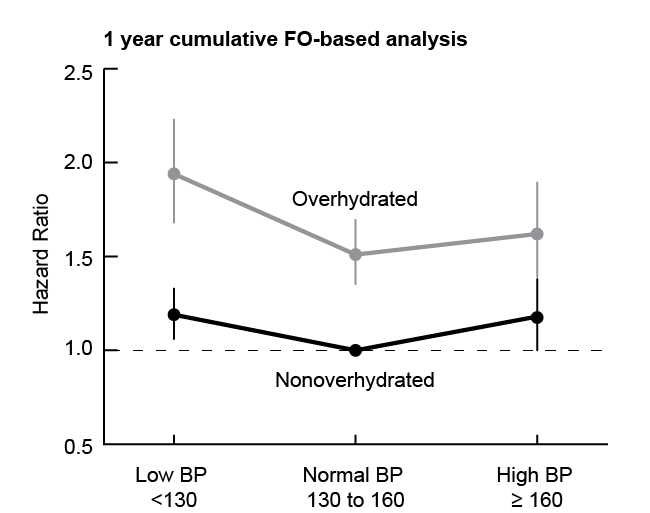 1 year cumulative FO-based analysis
2.5
2.0
1.5
1.0
0.5
Hazard Ratio
Overhydrated
Nonoverhydrated
Low BP
<130
Normal BP
130 to 160
High BP
≥ 160